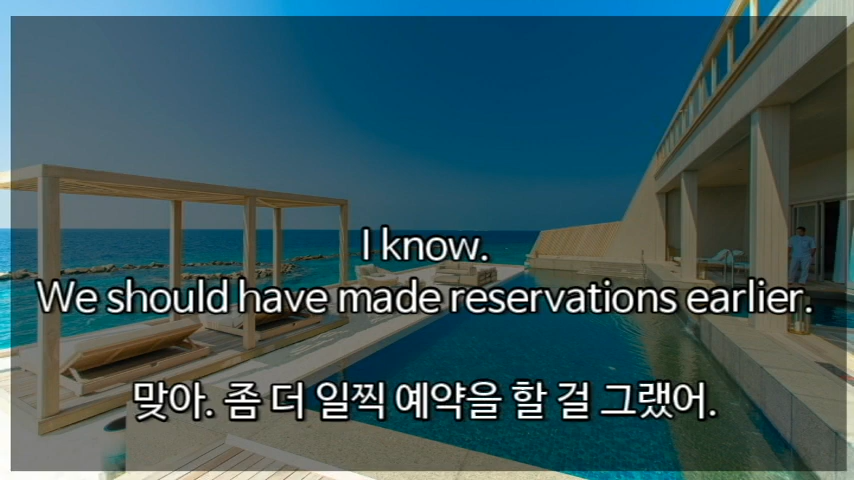 I know.
We should have made reservations earlier.
맞아. 좀 더 일찍 예약을 할 걸 그랬어.